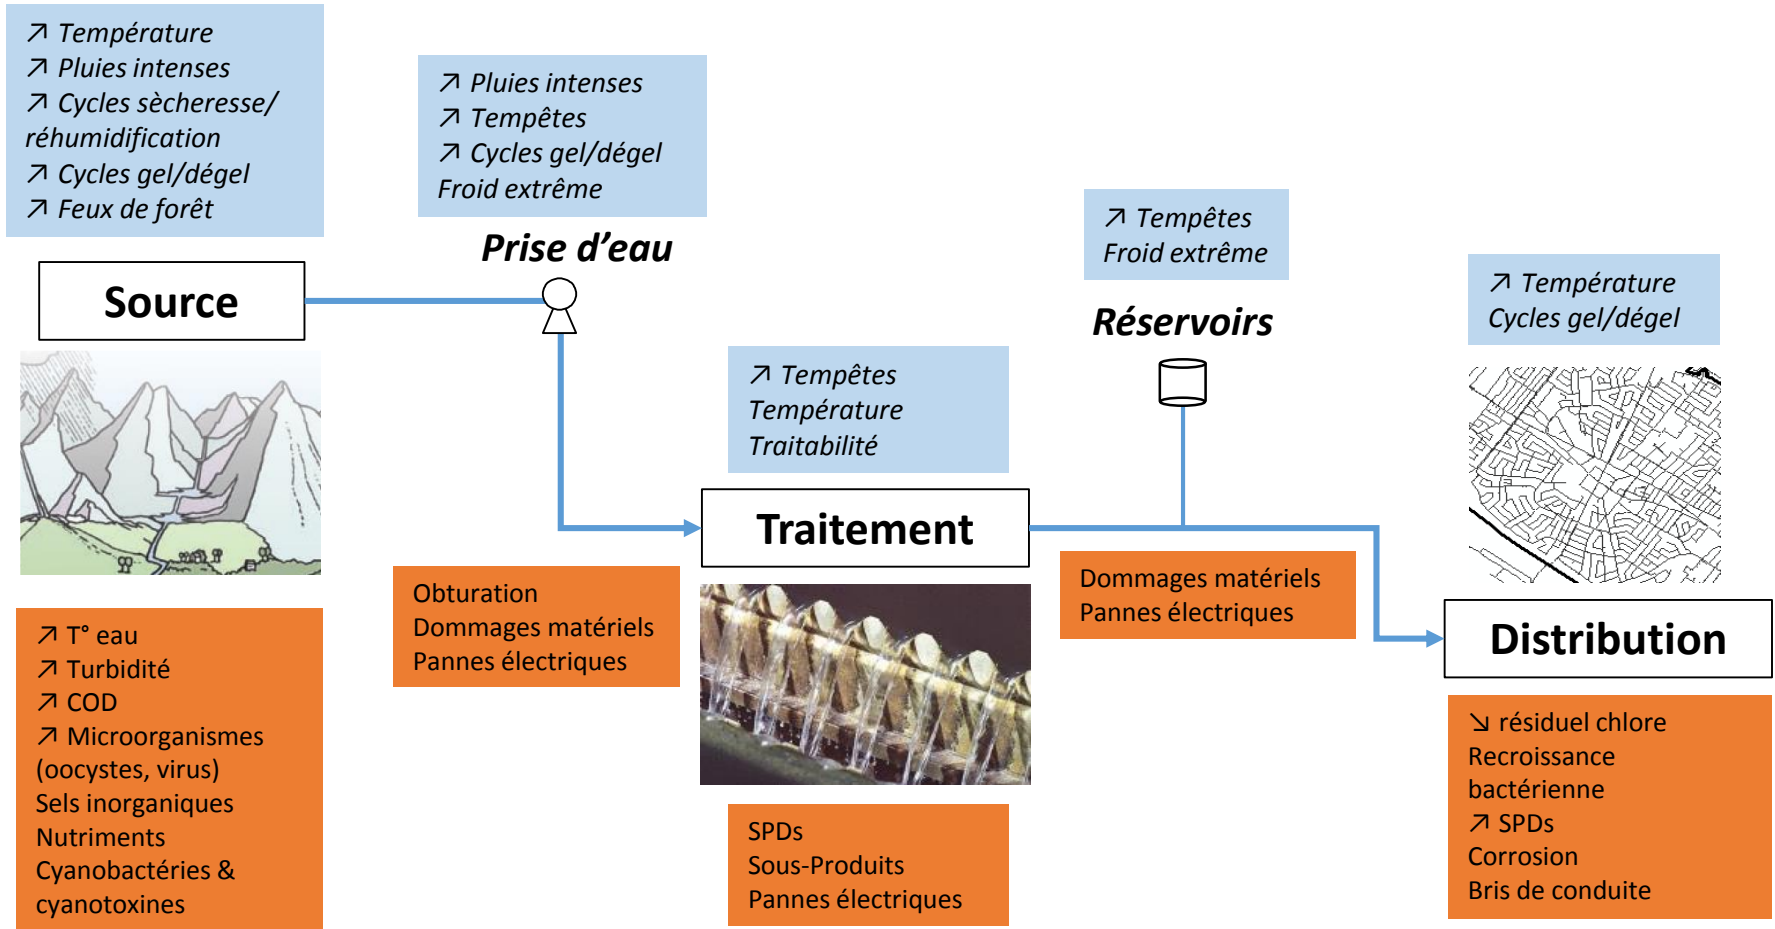 ↗ Température
↗ Pluies intenses
↗ Cycles sècheresse/
réhumidification
↗ Cycles gel/dégel
↗ Feux de forêt
Source
↗ T° eau
↗ Turbidité
↗ COD
↗ Microorganismes
(oocystes, virus)
Sels inorganiques
Nutriments
Cyanobactéries &
cyanotoxines
↗ Pluies intenses
↗ Tempêtes
↗ Cycles gel/dégel
Froid extrême
Prise d’eau
Obturation
Dommages matériels
Pannes électriques
↗ Tempêtes
Température
Traitabilité
Traitement
SPDs
Sous-Produits
Pannes électriques
↗ Tempêtes
Froid extrême
Réservoirs
Dommages matériels
Pannes électriques
↗ Température
Cycles gel/dégel
Distribution
↘ résiduel chlore
Recroissance
bactérienne
↗ SPDs
Corrosion
Bris de conduite